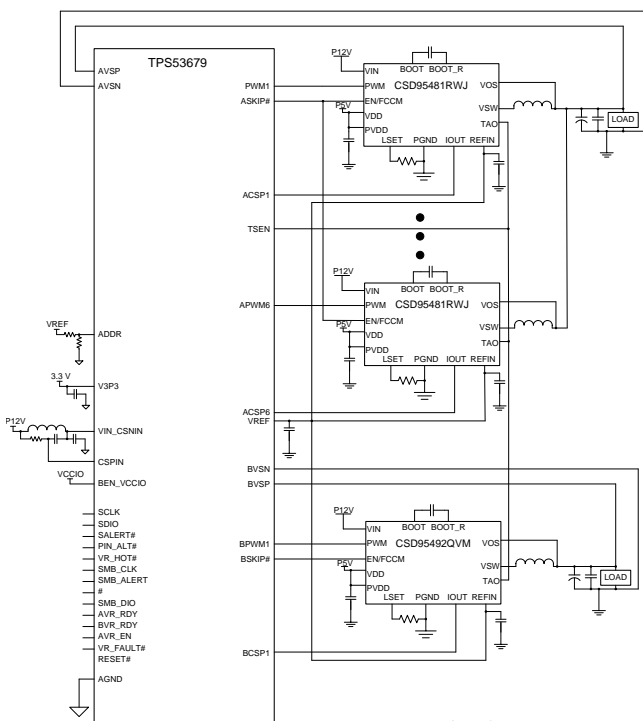 TPS53679
AVSP
AVSN
PWM1
ASKIP#
ACSP1
TSEN
APWM6
ADDR
VREF
V3P3
3.3 V
ACSP6
VREF
P12V
VIN_CSNIN
CSPIN
VCCIO
BEN_VCCIO
BVSN
BVSP
SCLK
SDIO
SALERT#
PIN_ALT#
VR_HOT#
SMB_CLK
SMB_ALERT
#
SMB_DIO
AVR_RDY
BVR_RDY
AVR_EN
VR_FAULT#
RESET#
AGND
BPWM1
BSKIP#
BCSP1
P12V
BOOT BOOT_R
VIN
CSD95481RWJ
VOS
PWM
EN/FCCM
VSW
P5V
VDD
PVDD
TAO
LSET PGND IOUT REFIN
LOAD
P12V
BOOT BOOT_R
VIN
CSD95481RWJ
VOS
PWM
EN/FCCM
VSW
P5V
VDD
PVDD
TAO
LSET PGND IOUT REFIN
P12V
BOOT BOOT_R
VIN
CSD95492QVM
VOS
PWM
EN/FCCM
VSW
P5V
VDD
PVDD
TAO
LSET PGND IOUT REFIN
LOAD